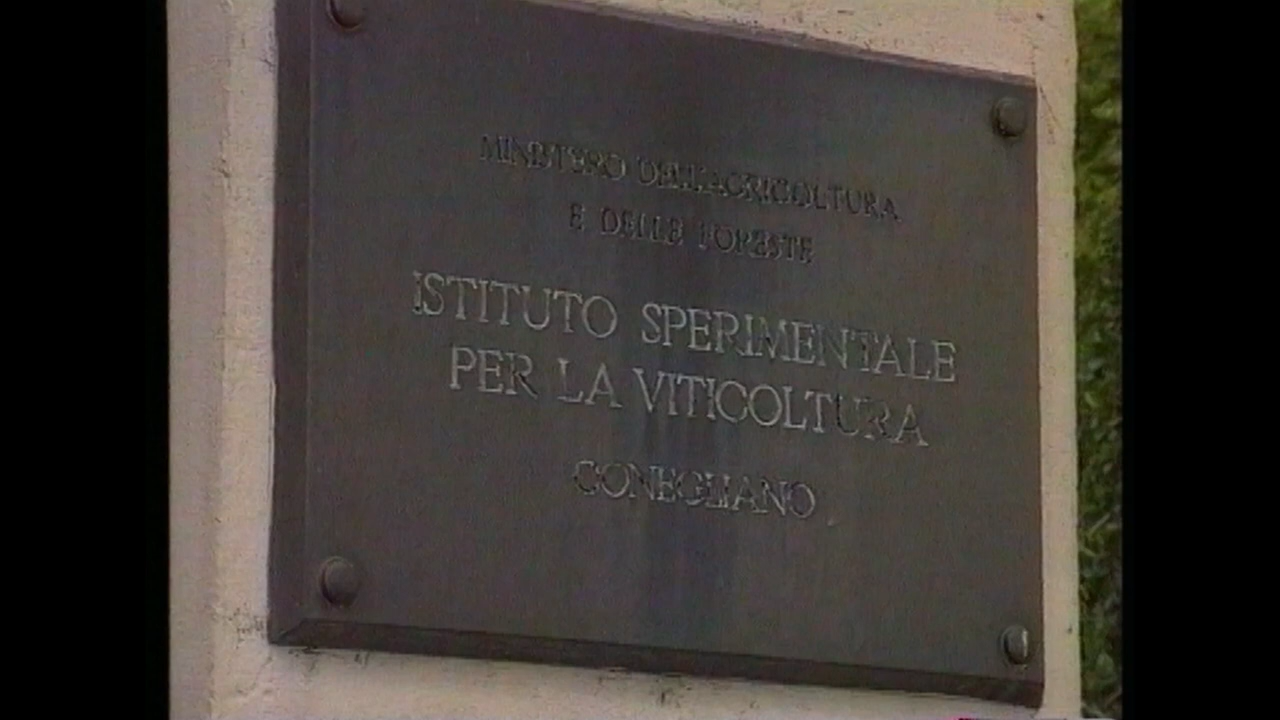 MINISTERO DELL'AGRICOLTURA
E DELLE FORESTE
ISTITUTO SPERIMENTALE
PER LA VITICOLTURA
CONEGLIANO